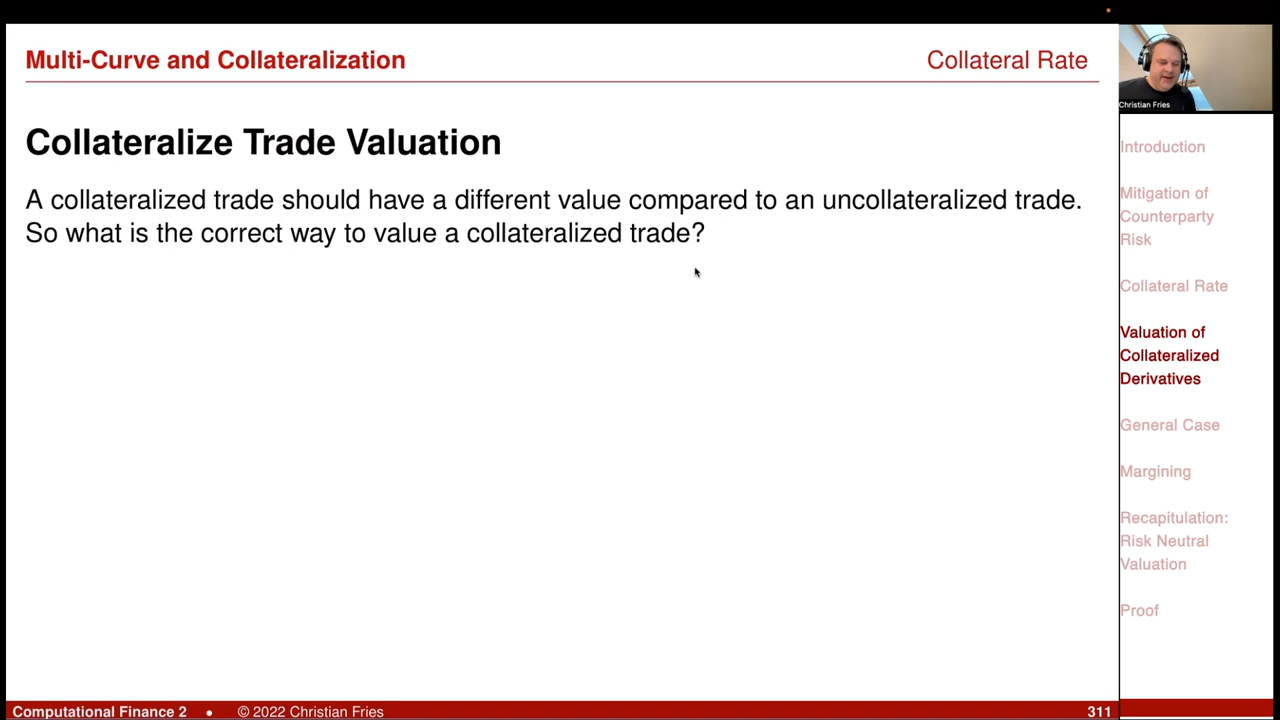 Multi-Curve and Collateralization
Collateral Rate
Collateralize Trade Valuation
A collateralized trade should have a different value compared to an uncollateralized trade.
So what is the correct way to value a collateralized trade?
Christian Fries
Introduction
Mitigation of
Counterparty
Risk
Collateral Rate
Valuation of
Collateralized
Derivatives
General Case
Margining
Recapitulation:
Risk Neutral
Valuation
Proof
Computational Finance 2 • © 2022 Christian Fries
311